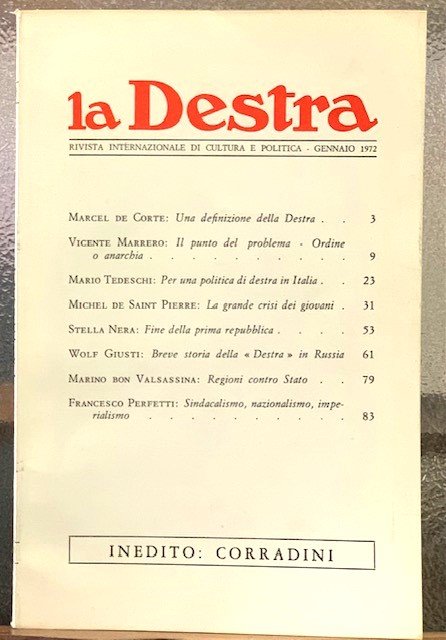 la Destra
RIVISTA INTERNAZIONALE DI CULTURA E POLITICA - GENNAIO 1972
MARCEL DE CORTE: Una definizione della Destra . . 3
VICENTE MARRERO: Il punto del problema - Ordine
o anarchia . . . . . . . . . . 9
MARIO TEDESCHI: Per una politica di destra in Italia . . 23
MICHEL DE SAINT PIERRE: La grande crisi dei giovani . 31
STELLA NERA: Fine della prima repubblica . . . . 53
WOLF GIUSTI: Breve storia della « Destra » in Russia 61
MARINO BON VALSASSINA: Regioni contro Stato . . 79
FRANCESCO PERFETTI: Sindacalismo, nazionalismo, impe-
rialismo . . . . . . . . . . 83
INEDITO: CORRADINI